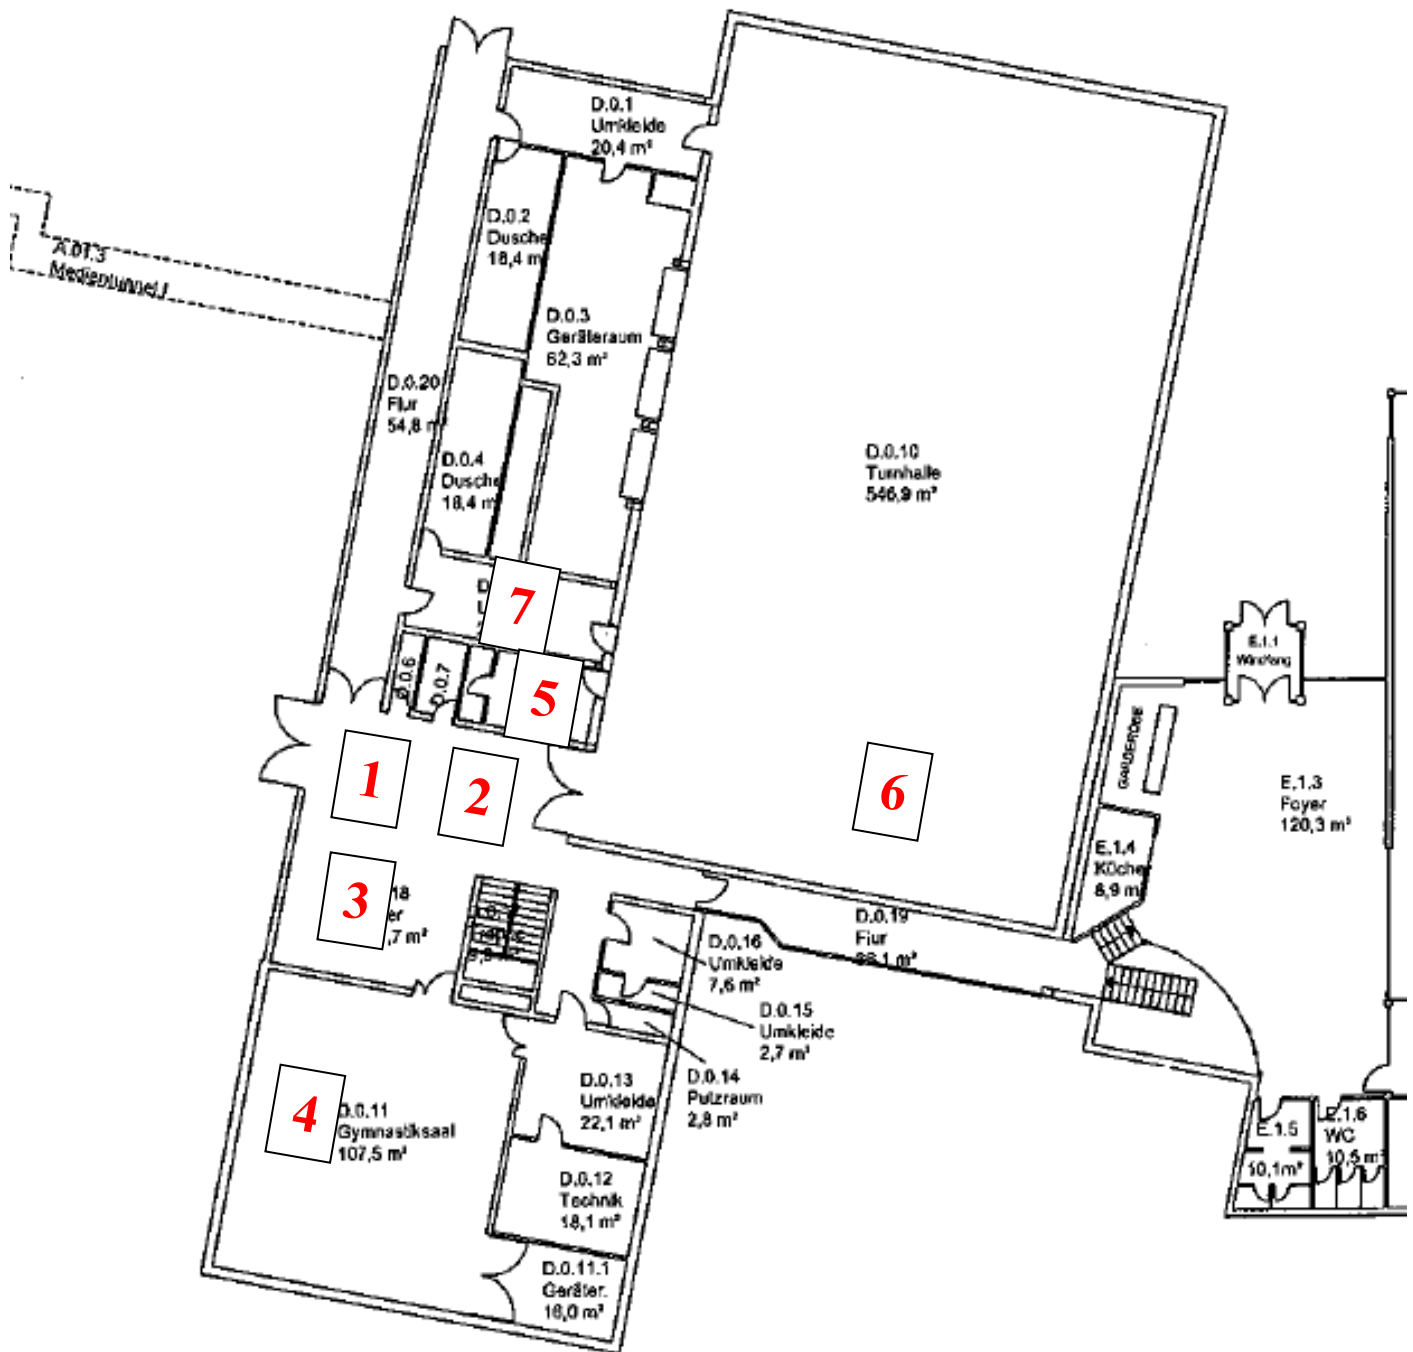 D.0.1
Umkleide
20,4 m²
D.0.2
Dusche
18,4 m
A.01.3
Medientunnel I
D.0.3
Geräteraum
62,3 m²
D.0.20
Flur
54,8 m²
D.0.4
Dusche
18,4 m
D.0.10
Turnhalle
546,9 m²
D
U
7
D.0.6
D.0.7
5
E.1.1
Windfang
GARDEROBE
1
2
6
E.1.3
Foyer
120,3 m²
E.1.4
Küche
8,9 m
3
18
er
,7 m²
D.0.19
Flur
D.0.16
Umkleide
7,6 m²
D.0.15
Umkleide
2,7 m²
D.0.14
Putzraum
2,8 m²
D.0.13
Umkleide
22,1 m²
4
D.0.11
Gymnastiksaal
107,5 m²
E.1.5
10,1m²
E.1.6
WC
10,5 m²
D.0.12
Technik
18,1 m²
D.0.11.1
Geräter.
16,0 m²